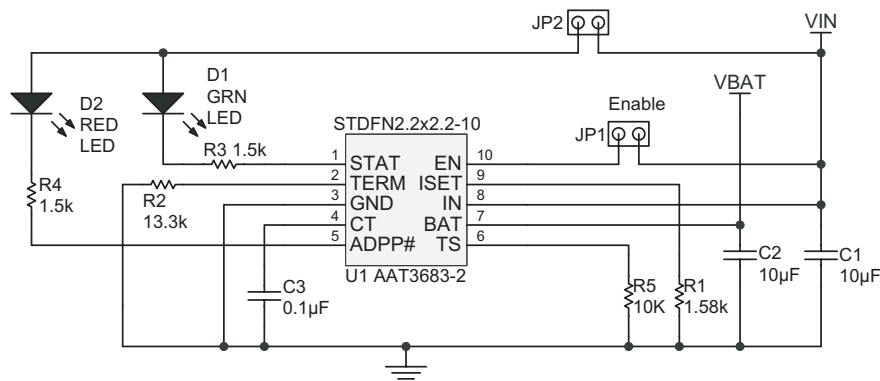 JP2
VIN
D1
GRN
LED
D2
RED
LED
VBAT
Enable
STDFN2.2x2.2-10
JP1
R3 1.5k
R4
1.5k
R2
13.3k
1 STAT EN 10
2 TERM ISET 9
3 GND IN 8
4 CT BAT 7
5 ADPP# TS 6
U1 AAT3683-2
C3
0.1µF
R5
10K
R1
1.58k
C2
10µF
C1
10µF